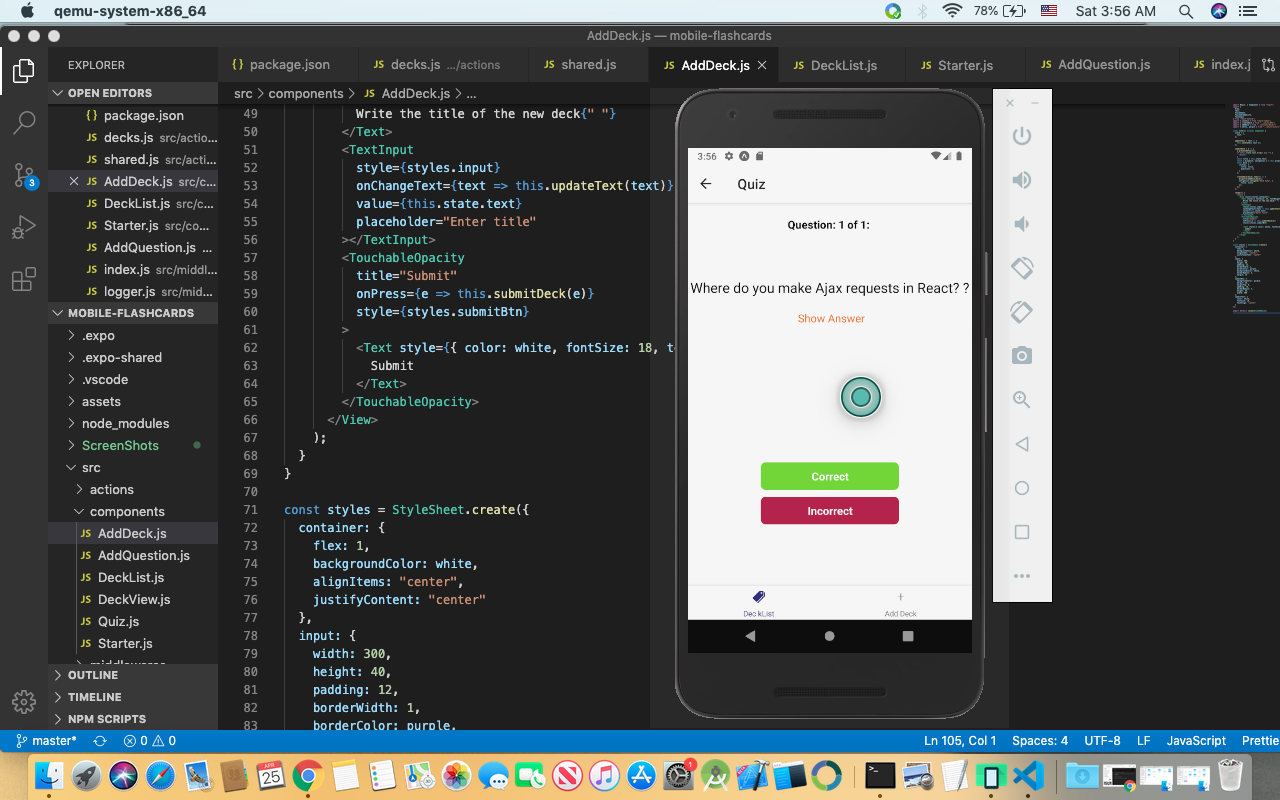 qemu-system-x86_64
78%
Sat 3:56 AM
AddDeck.js — mobile-flashcards
EXPLORER
{} package.json
JS decks.js .../actions
JS shared.js
JS AddDeck.js
JS DeckList.js
JS Starter.js
JS AddQuestion.js
JS index.j
OPEN EDITORS
{} package.json
JS decks.js src/actio...
JS shared.js src/acti...
JS AddDeck.js src/c...
JS DeckList.js src/c...
JS Starter.js src/co...
JS AddQuestion.js ...
JS index.js src/middl...
JS logger.js src/mid...
3
MOBILE-FLASHCARDS
.expo
.expo-shared
.vscode
assets
node_modules
ScreenShots
src
actions
components
JS AddDeck.js
JS AddQuestion.js
JS DeckList.js
JS DeckView.js
JS Quiz.js
JS Starter.js
OUTLINE
TIMELINE
NPM SCRIPTS
src > components > JS AddDeck.js > ...
49 Write the title of the new deck{" "}
50 </Text>
51 <TextInput
52 style={styles.input}
53 onChangeText={text => this.updateText(text)}
54 value={this.state.text}
55 placeholder="Enter title"
56 ></TextInput>
57 <TouchableOpacity
58 title="Submit"
59 onPress={e => this.submitDeck(e)}
60 style={styles.submitBtn}
61 >
62 <Text style={{ color: white, fontSize: 18, t
63 Submit
64 </Text>
65 </TouchableOpacity>
66 </View>
67 );
68 }
69 }
70
71 const styles = StyleSheet.create({
72 container: {
73 flex: 1,
74 backgroundColor: white,
75 alignItems: "center",
76 justifyContent: "center"
77 },
78 input: {
79 width: 300,
80 height: 40,
81 padding: 12,
82 borderWidth: 1,
83 borderColor: purple,
3:56
Quiz
Question: 1 of 1:
Where do you make Ajax requests in React? ?
Show Answer
Correct
Incorrect
DeckList
Add Deck
master*
0
0
Ln 105, Col 1
Spaces: 4
UTF-8
LF
JavaScript
Prettie
APR
25
1